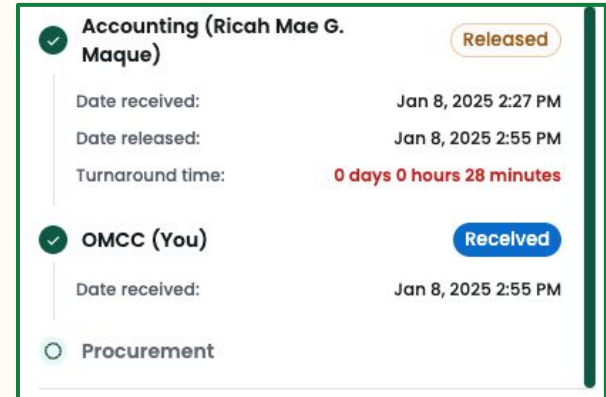 Accounting (Ricah Mae G.
Maque)
Released
Date received: Jan 8, 2025 2:27 PM
Date released: Jan 8, 2025 2:55 PM
Turnaround time: 0 days 0 hours 28 minutes
OMCC (You) Received
Date received: Jan 8, 2025 2:55 PM
Procurement